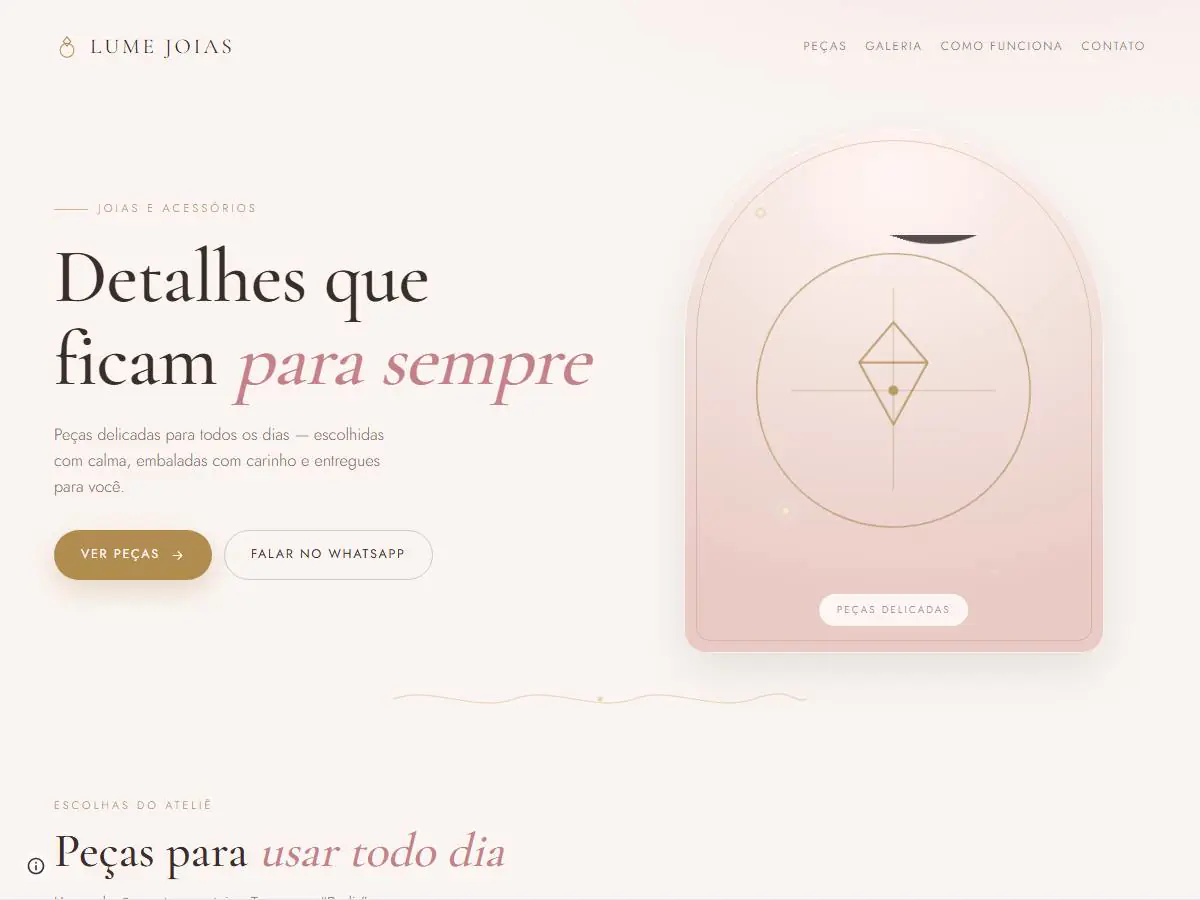 LUME JOIAS
PEÇAS GALERIA COMO FUNCIONA CONTATO
JOIAS E ACESSÓRIOS
Detalhes que
ficam para sempre
Peças delicadas para todos os dias — escolhidas
com calma, embaladas com carinho e entregues
para você.
VER PEÇAS →
FALAR NO WHATSAPP
PEÇAS DELICADAS
ESCOLHAS DO ATELIÊ
Peças para usar todo dia